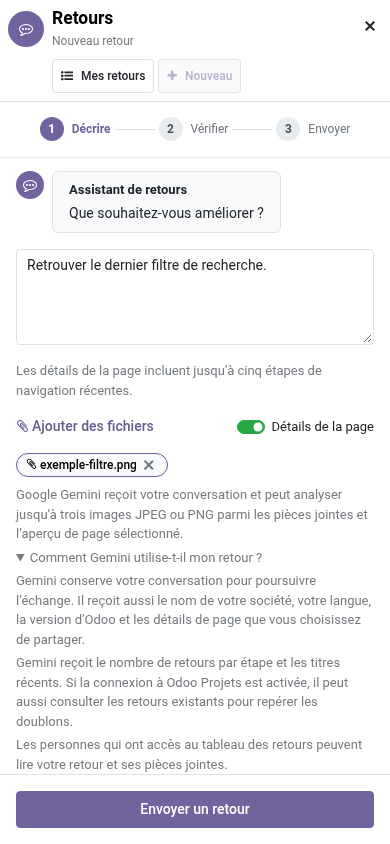 Retours
Nouveau retour
Mes retours
Nouveau
1 Décrire
2 Vérifier
3 Envoyer
Assistant de retours
Que souhaitez-vous améliorer ?
Retrouver le dernier filtre de recherche.
Les détails de la page incluent jusqu’à cinq étapes de
navigation récentes.
Ajouter des fichiers
Détails de la page
exemple-filtre.png
Google Gemini reçoit votre conversation et peut analyser
jusqu’à trois images JPEG ou PNG parmi les pièces jointes et
l’aperçu de page sélectionné.
Comment Gemini utilise-t-il mon retour ?
Gemini conserve votre conversation pour poursuivre
l’échange. Il reçoit aussi le nom de votre société, votre langue,
la version d’Odoo et les détails de page que vous choisissez
de partager.
Gemini reçoit le nombre de retours par étape et les titres
récents. Si la connexion à Odoo Projets est activée, il peut
aussi consulter les retours existants pour repérer les
doublons.
Les personnes qui ont accès au tableau des retours peuvent
lire votre retour et ses pièces jointes.
Envoyer un retour